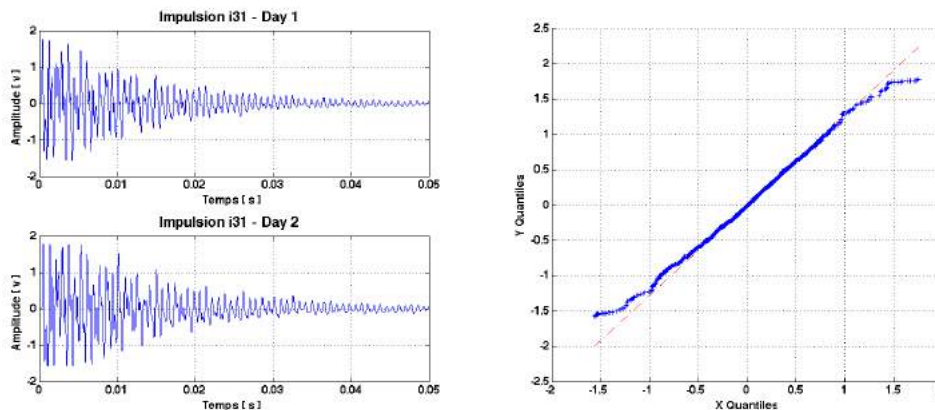 Impulsion i31 - Day 1
2
1
0
-1
-2
Amplitude [ v ]
0 0.01 0.02 0.03 0.04 0.05
Temps [ s ]
Impulsion i31 - Day 2
2
1
0
-1
-2
Amplitude [ v ]
0 0.01 0.02 0.03 0.04 0.05
Temps [ s ]
2.5
2
1.5
1
0.5
0
-0.5
-1
-1.5
-2
-2.5
Y Quantiles
-1.5 -1 -0.5 0 0.5 1 1.5
X Quantiles